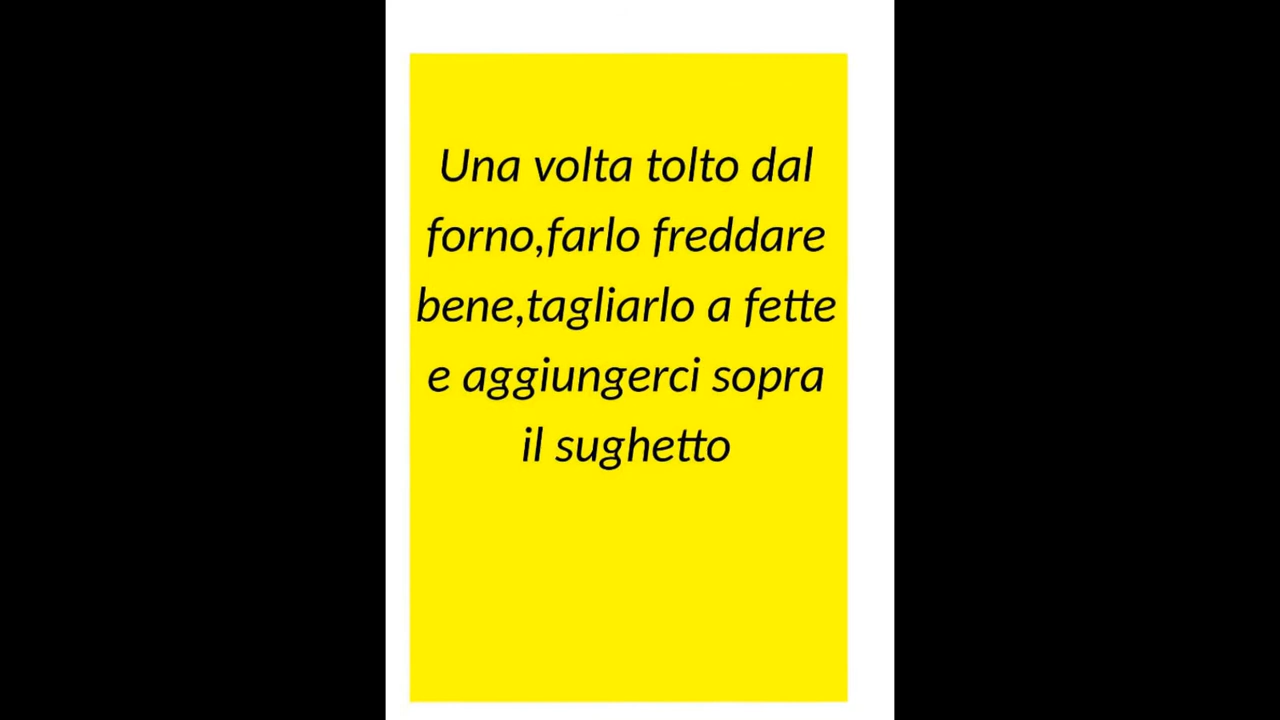 Una volta tolto dal
forno,farlo freddare
bene,tagliarlo a fette
e aggiungerci sopra
il sughetto